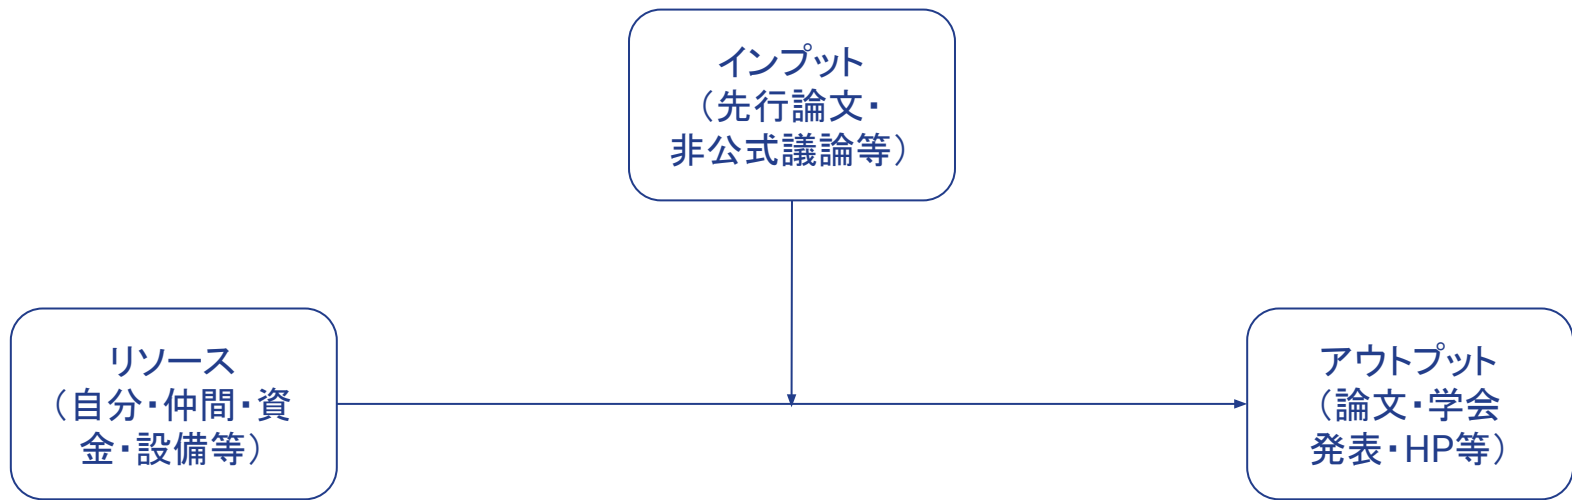 インプット
（先行論文・
非公式議論等）
リソース
（自分・仲間・資
金・設備等）
アウトプット
（論文・学会
発表・HP等）